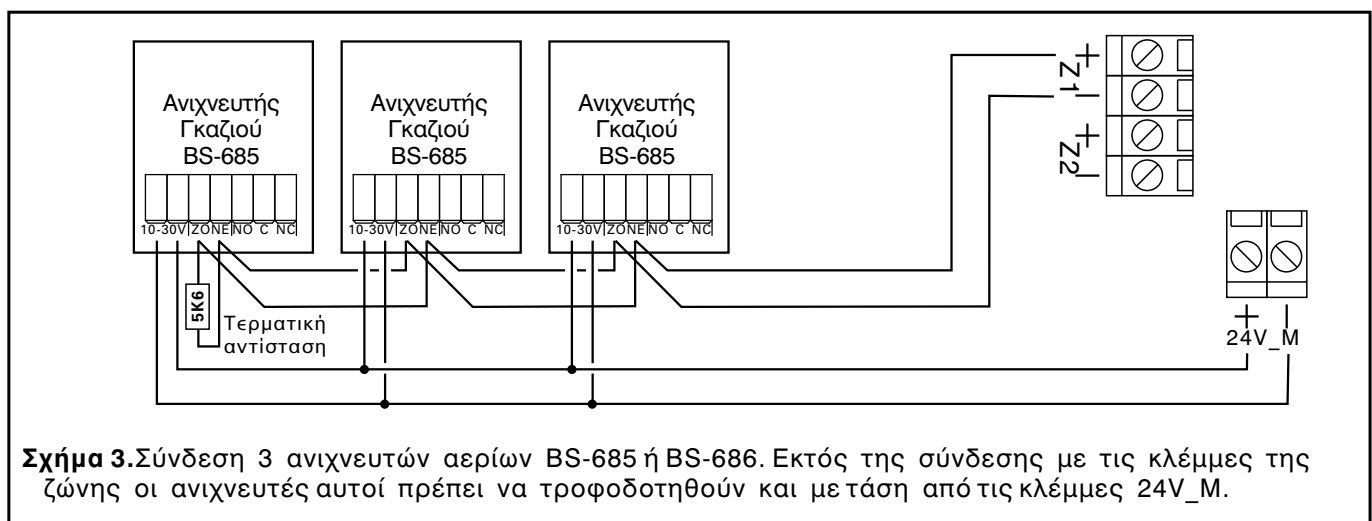 Ανιχνευτής
Γκαζιού
BS-685
10-30V ZONE NO C NC
Ανιχνευτής
Γκαζιού
BS-685
10-30V ZONE NO C NC
Ανιχνευτής
Γκαζιού
BS-685
10-30V ZONE NO C NC
+
Z1
–
+
Z2
–
5K6
Τερματική
αντίσταση
+ –
24V_M
Σχήμα 3.Σύνδεση 3 ανιχνευτών αερίων BS-685 ή BS-686. Εκτός της σύνδεσης με τις κλέμμες της
ζώνης οι ανιχνευτές αυτοί πρέπει να τροφοδοτηθούν και με τάση από τις κλέμμες 24V_M.